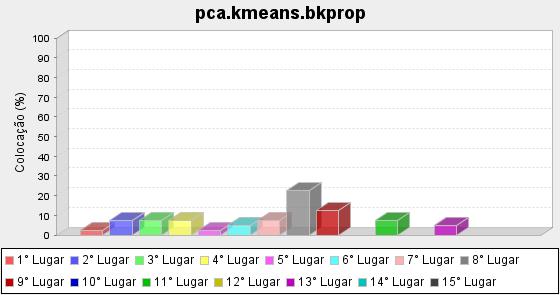 pca.kmeans.bkprop
Colocação (%)
100
90
80
70
60
50
40
30
20
10
0
1° Lugar 2° Lugar 3° Lugar 4° Lugar 5° Lugar 6° Lugar 7° Lugar 8° Lugar
9° Lugar 10° Lugar 11° Lugar 12° Lugar 13° Lugar 14° Lugar 15° Lugar